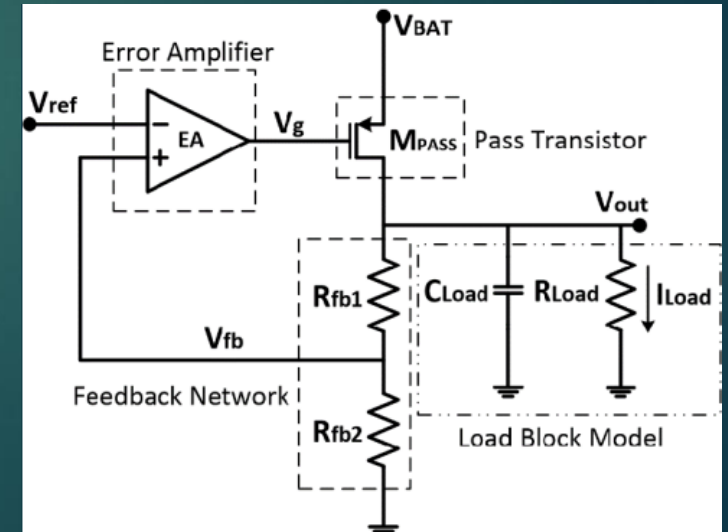 VBAT
Error Amplifier
Vref
EA
Vg
MPASS
Pass Transistor
Vout
Rfb1
CLoad
RLoad
ILoad
Vfb
Feedback Network
Rfb2
Load Block Model